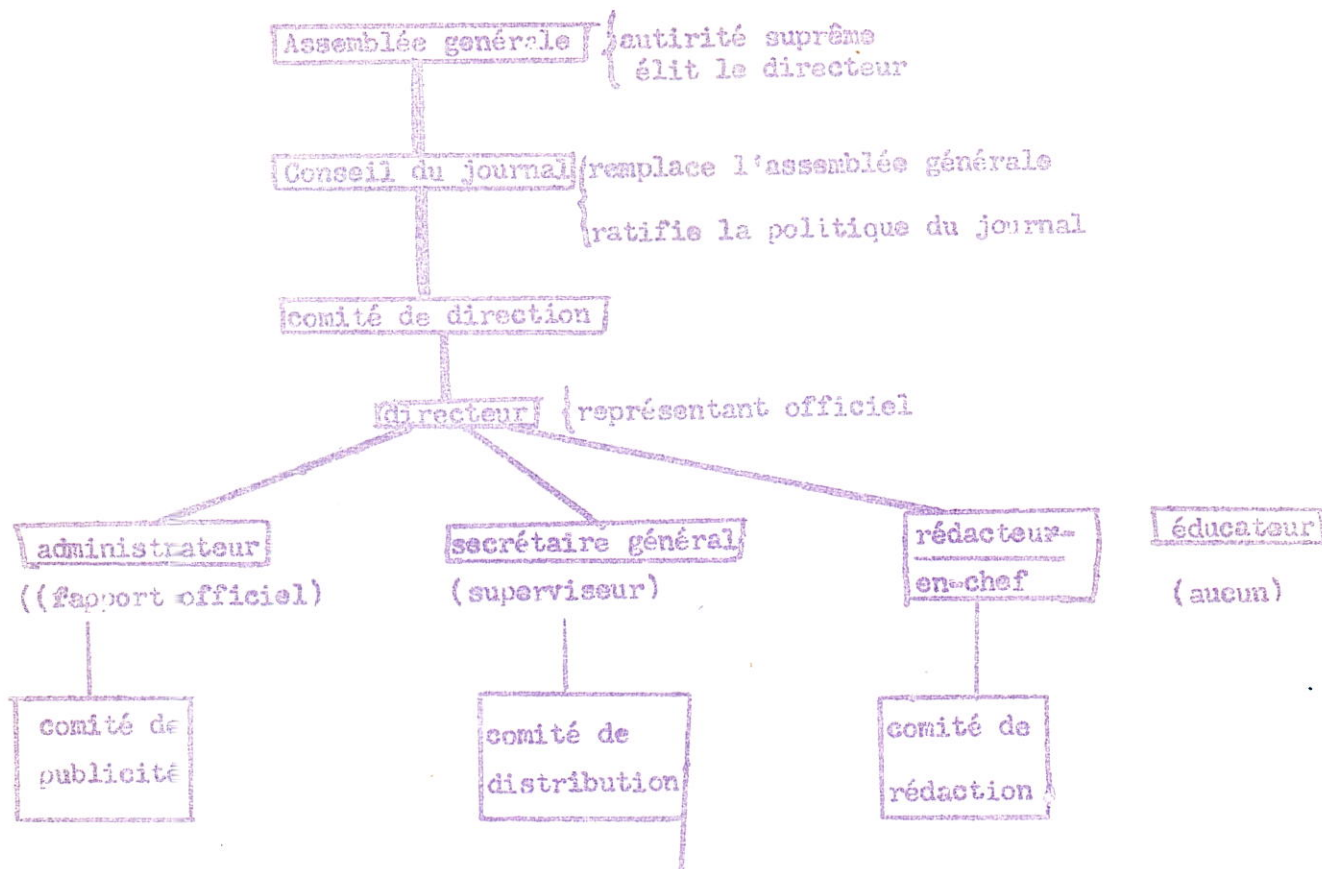 Assemblée générale {autirité suprême
élit le directeur
Conseil du journal {remplace l'assemblée générale
ratifie la politique du journal
comité de direction
directeur {représentant officiel
administrateur
((fapport officiel)
secrétaire général
(superviseur)
rédacteur-
en-chef
éducateur
(aucun)
comité de
publicité
comité de
distribution
comité de
rédaction